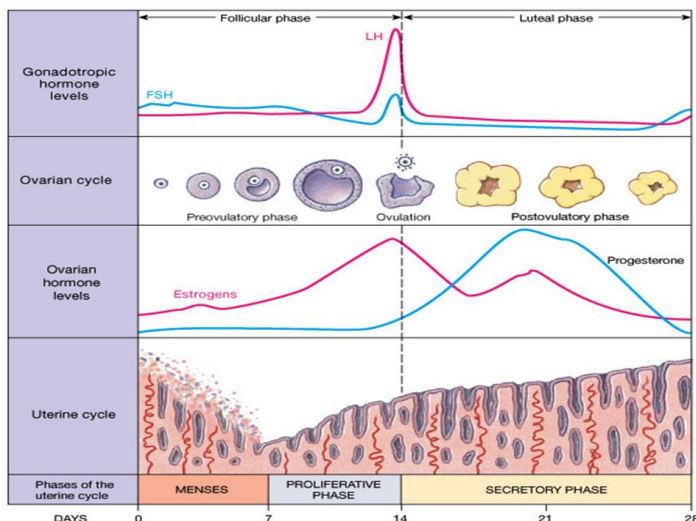 Follicular phase
Luteal phase
Gonadotropic
hormone
levels
LH
FSH
Ovarian cycle
Preovulatory phase
Ovulation
Postovulatory phase
Ovarian
hormone
levels
Estrogens
Progesterone
Uterine cycle
Phases of the
uterine cycle
MENSES
PROLIFERATIVE
PHASE
SECRETORY PHASE
DAYS 0 7 14 21 28